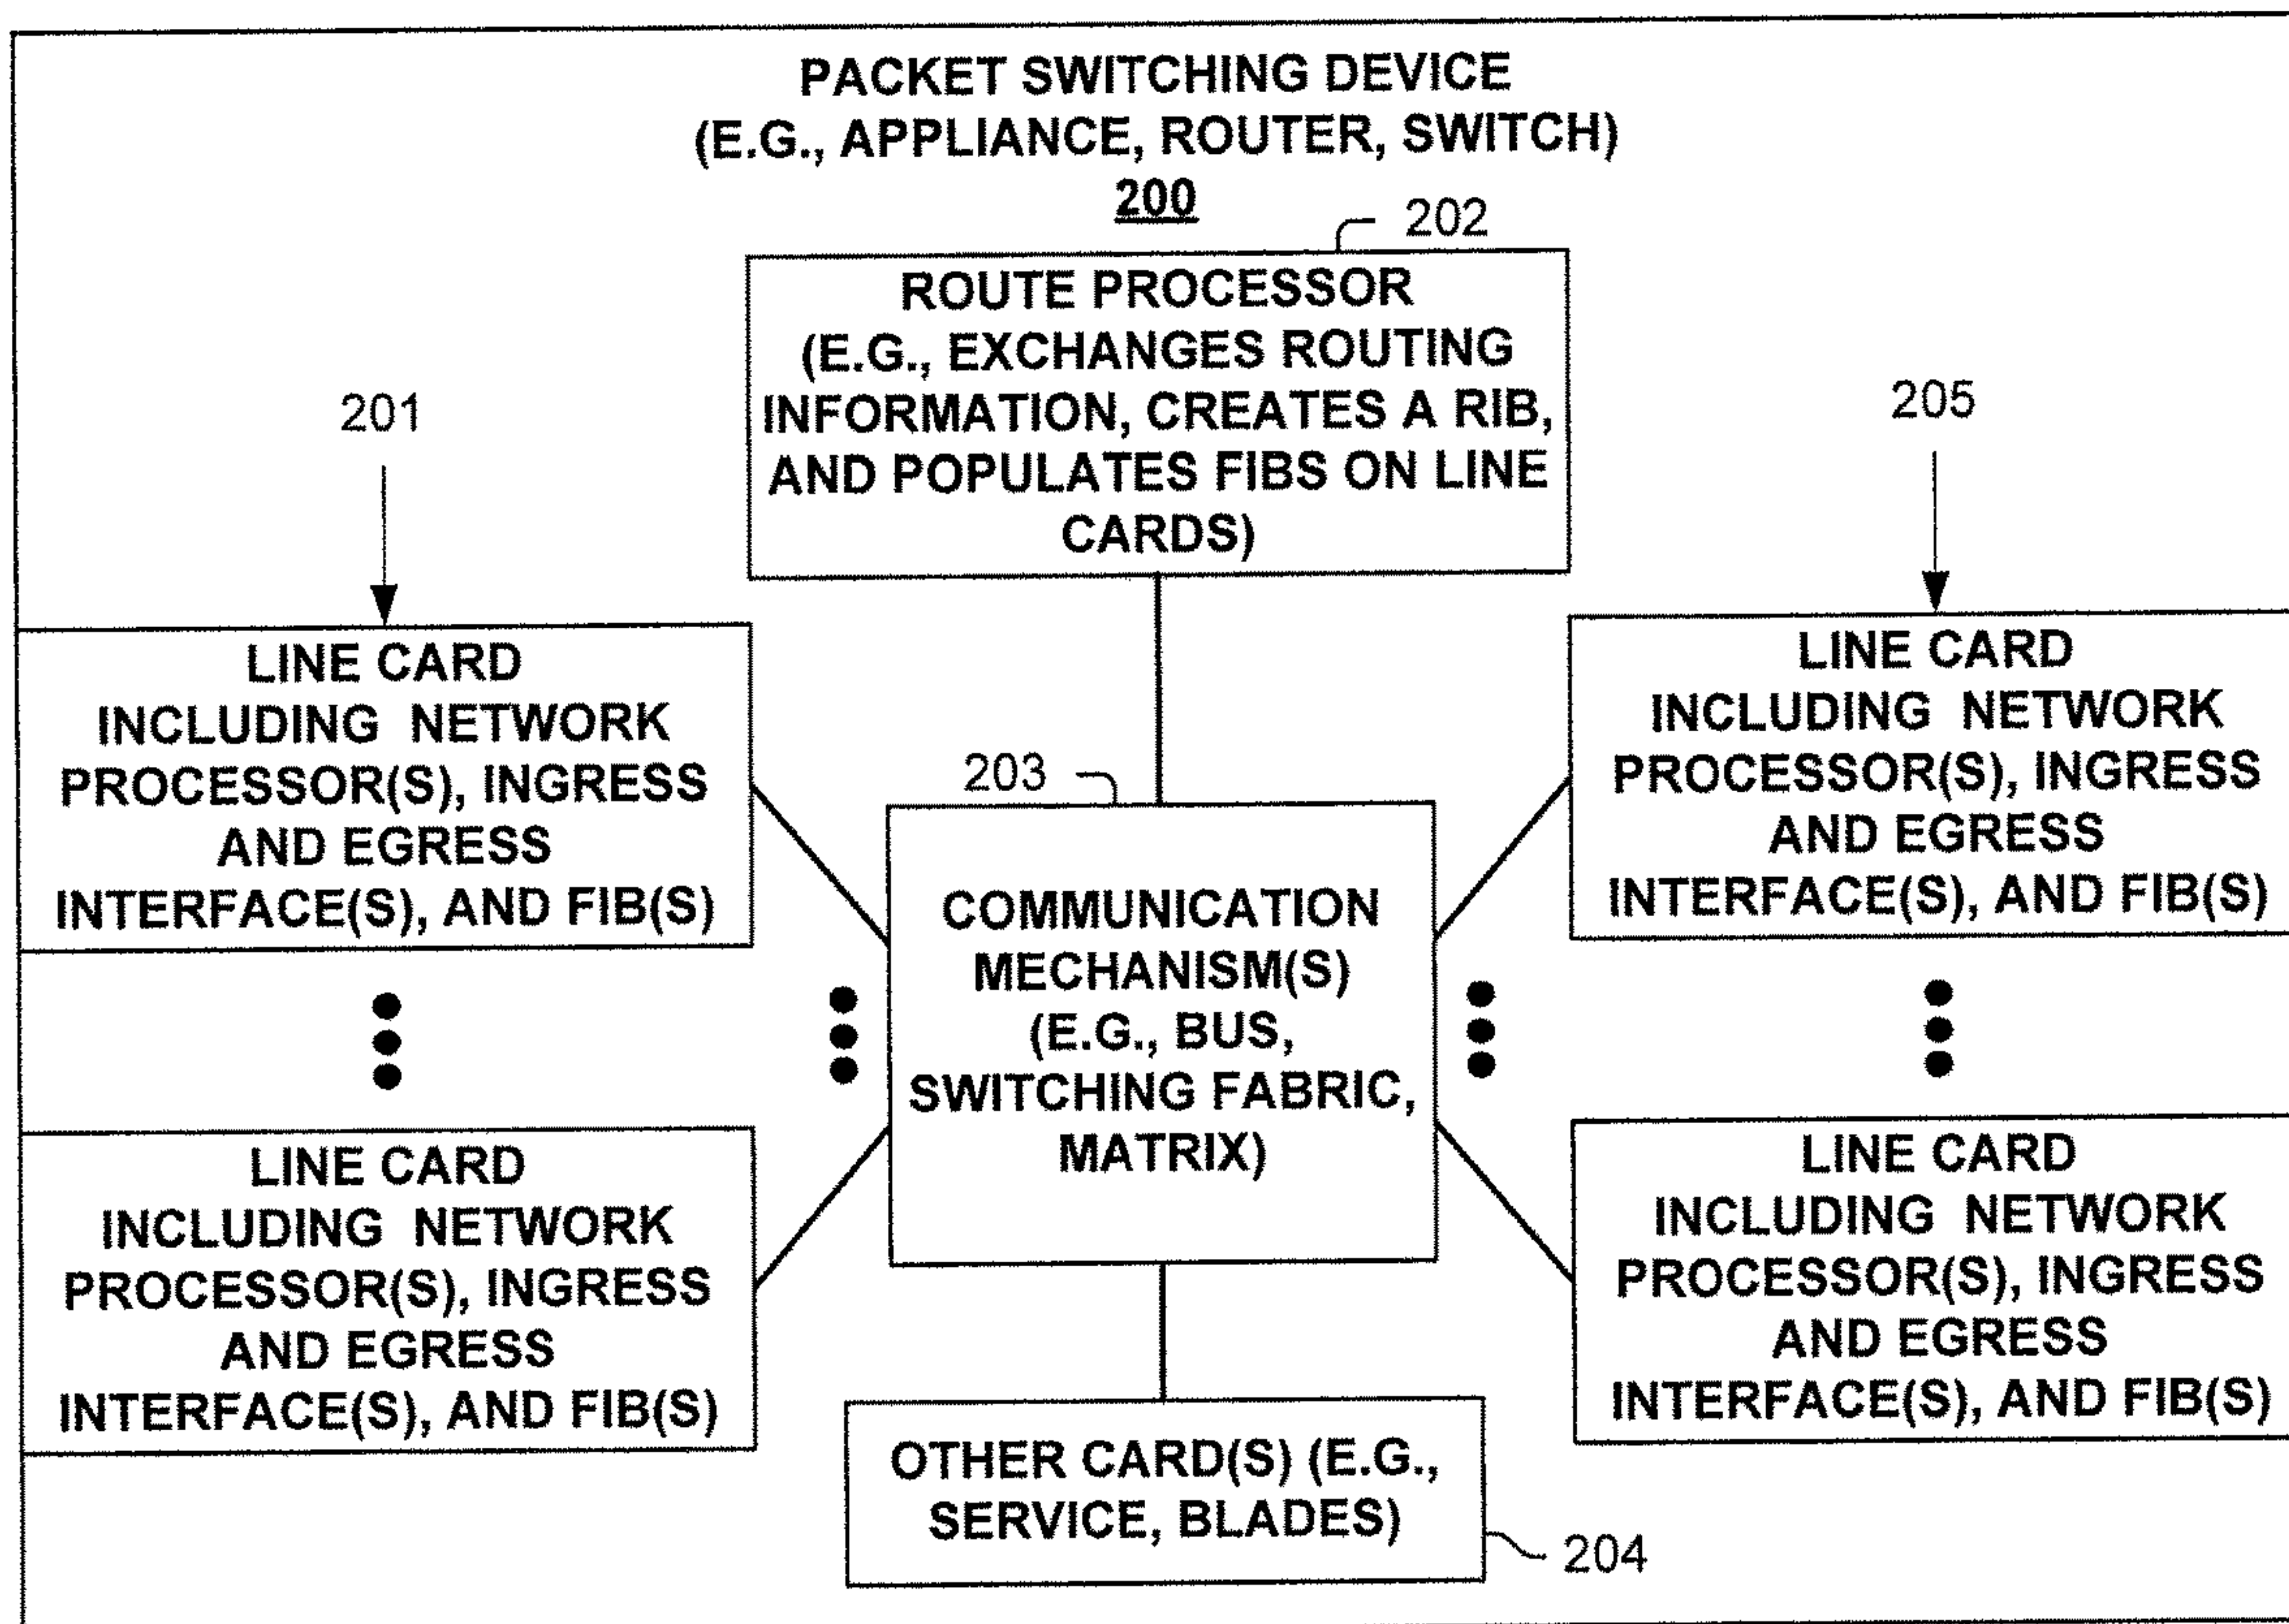 PACKET SWITCHING DEVICE
(E.G., APPLIANCE, ROUTER, SWITCH)
200
202
ROUTE PROCESSOR
(E.G., EXCHANGES ROUTING
INFORMATION, CREATES A RIB,
AND POPULATES FIBS ON LINE
CARDS)
201
205
LINE CARD
INCLUDING NETWORK
PROCESSOR(S), INGRESS
AND EGRESS
INTERFACE(S), AND FIB(S)
LINE CARD
INCLUDING NETWORK
PROCESSOR(S), INGRESS
AND EGRESS
INTERFACE(S), AND FIB(S)
203
COMMUNICATION
MECHANISM(S)
(E.G., BUS,
SWITCHING FABRIC,
MATRIX)
LINE CARD
INCLUDING NETWORK
PROCESSOR(S), INGRESS
AND EGRESS
INTERFACE(S), AND FIB(S)
LINE CARD
INCLUDING NETWORK
PROCESSOR(S), INGRESS
AND EGRESS
INTERFACE(S), AND FIB(S)
OTHER CARD(S) (E.G.,
SERVICE, BLADES)
204